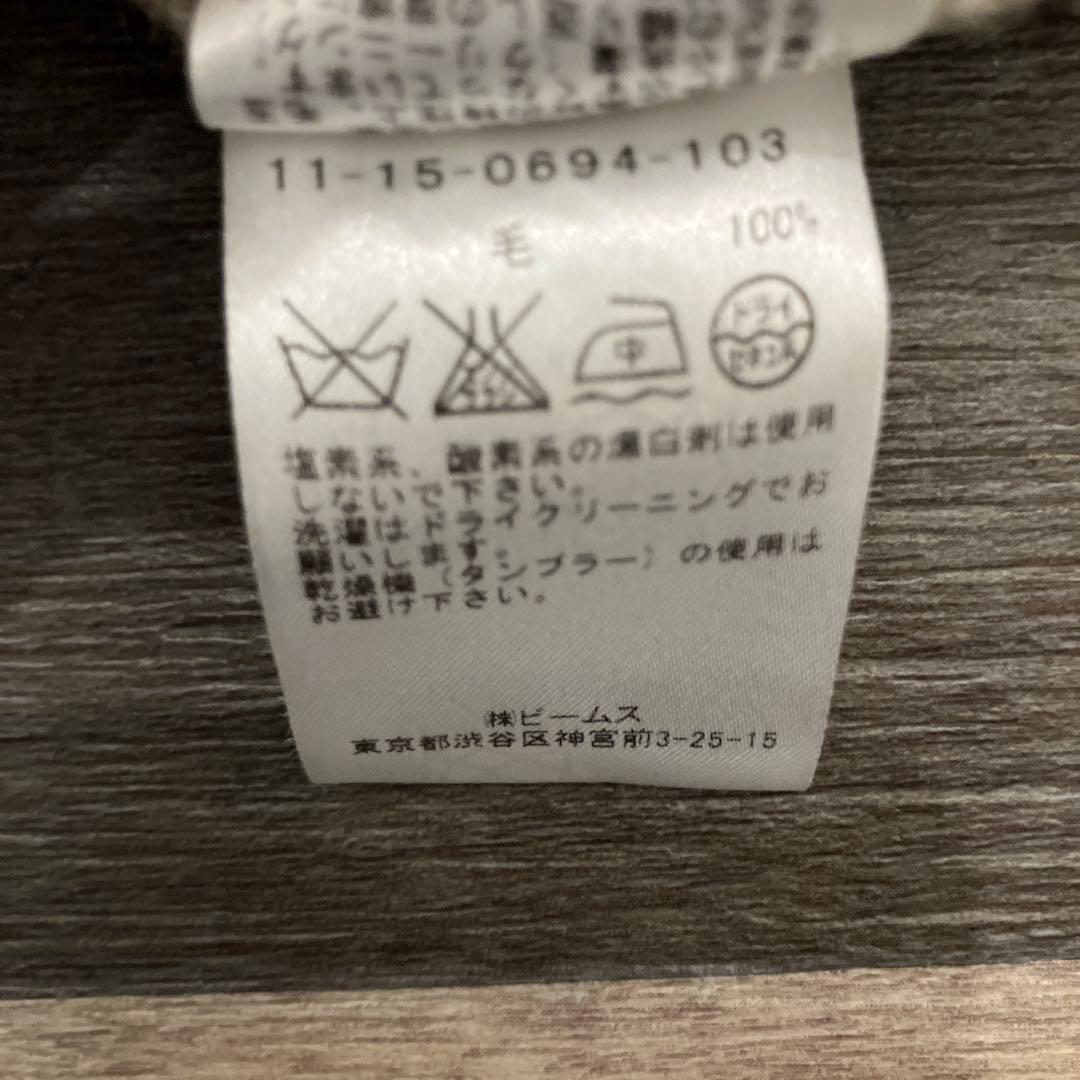 11-15-0694-103
毛 100%
中
ドライ
セキユ系
塩素系、酸素系の漂白剤は使用
しないで下さい。
洗濯はドライクリーニングでお
願いします。
乾燥機(タンブラー)の使用は
お避け下さい。
㈱ビームス
東京都渋谷区神宮前3-25-15